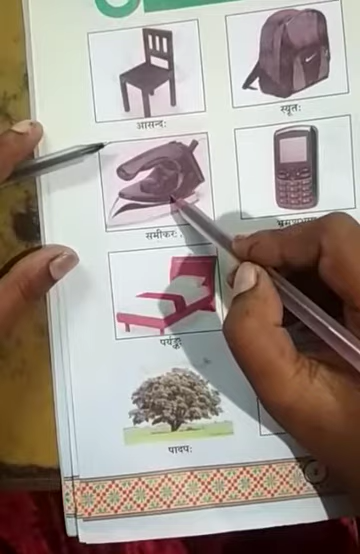 आसन्दः
स्यूतः
समीकरः
पर्यङ्कः
पादपः